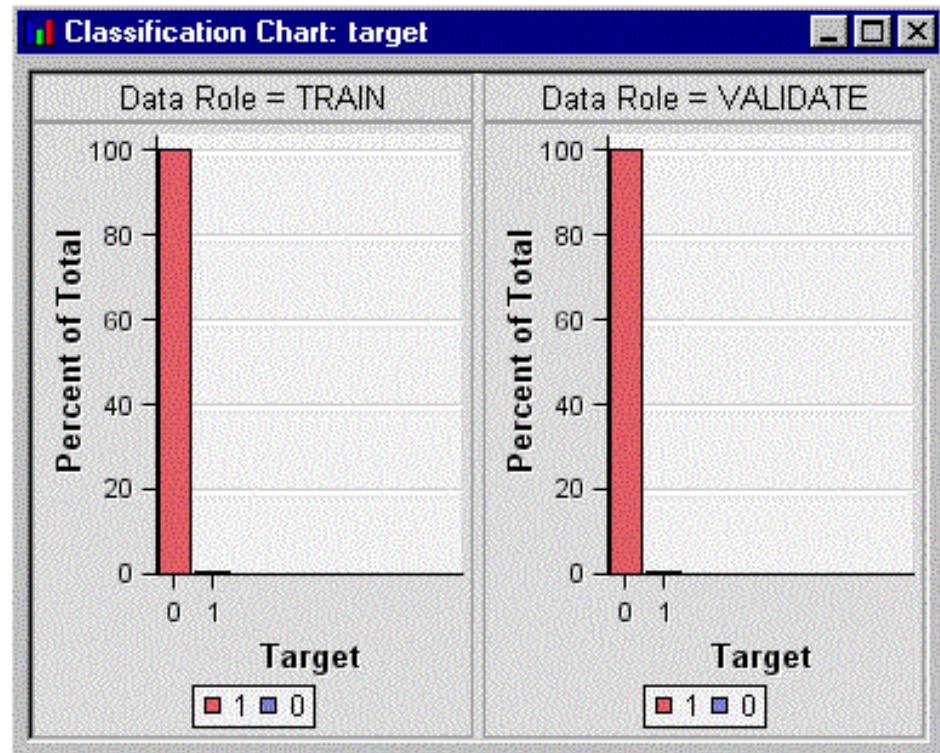 Classification Chart: target
Data Role = TRAIN
Percent of Total
100
80
60
40
20
0
0 1
Target
1 0
Data Role = VALIDATE
Percent of Total
100
80
60
40
20
0
0 1
Target
1 0